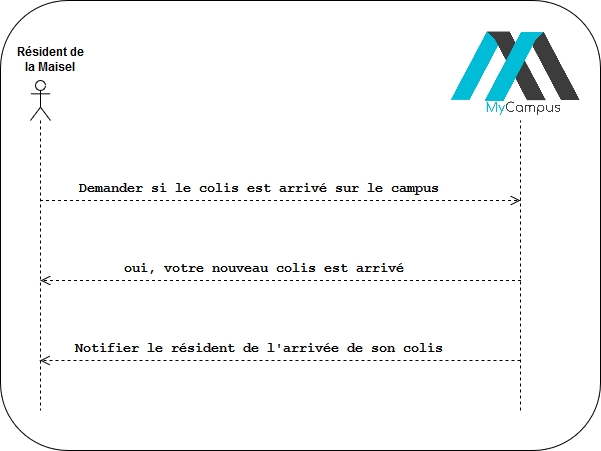 Résident de
la Maisel
MyCampus
Demander si le colis est arrivé sur le campus
oui, votre nouveau colis est arrivé
Notifier le résident de l'arrivée de son colis